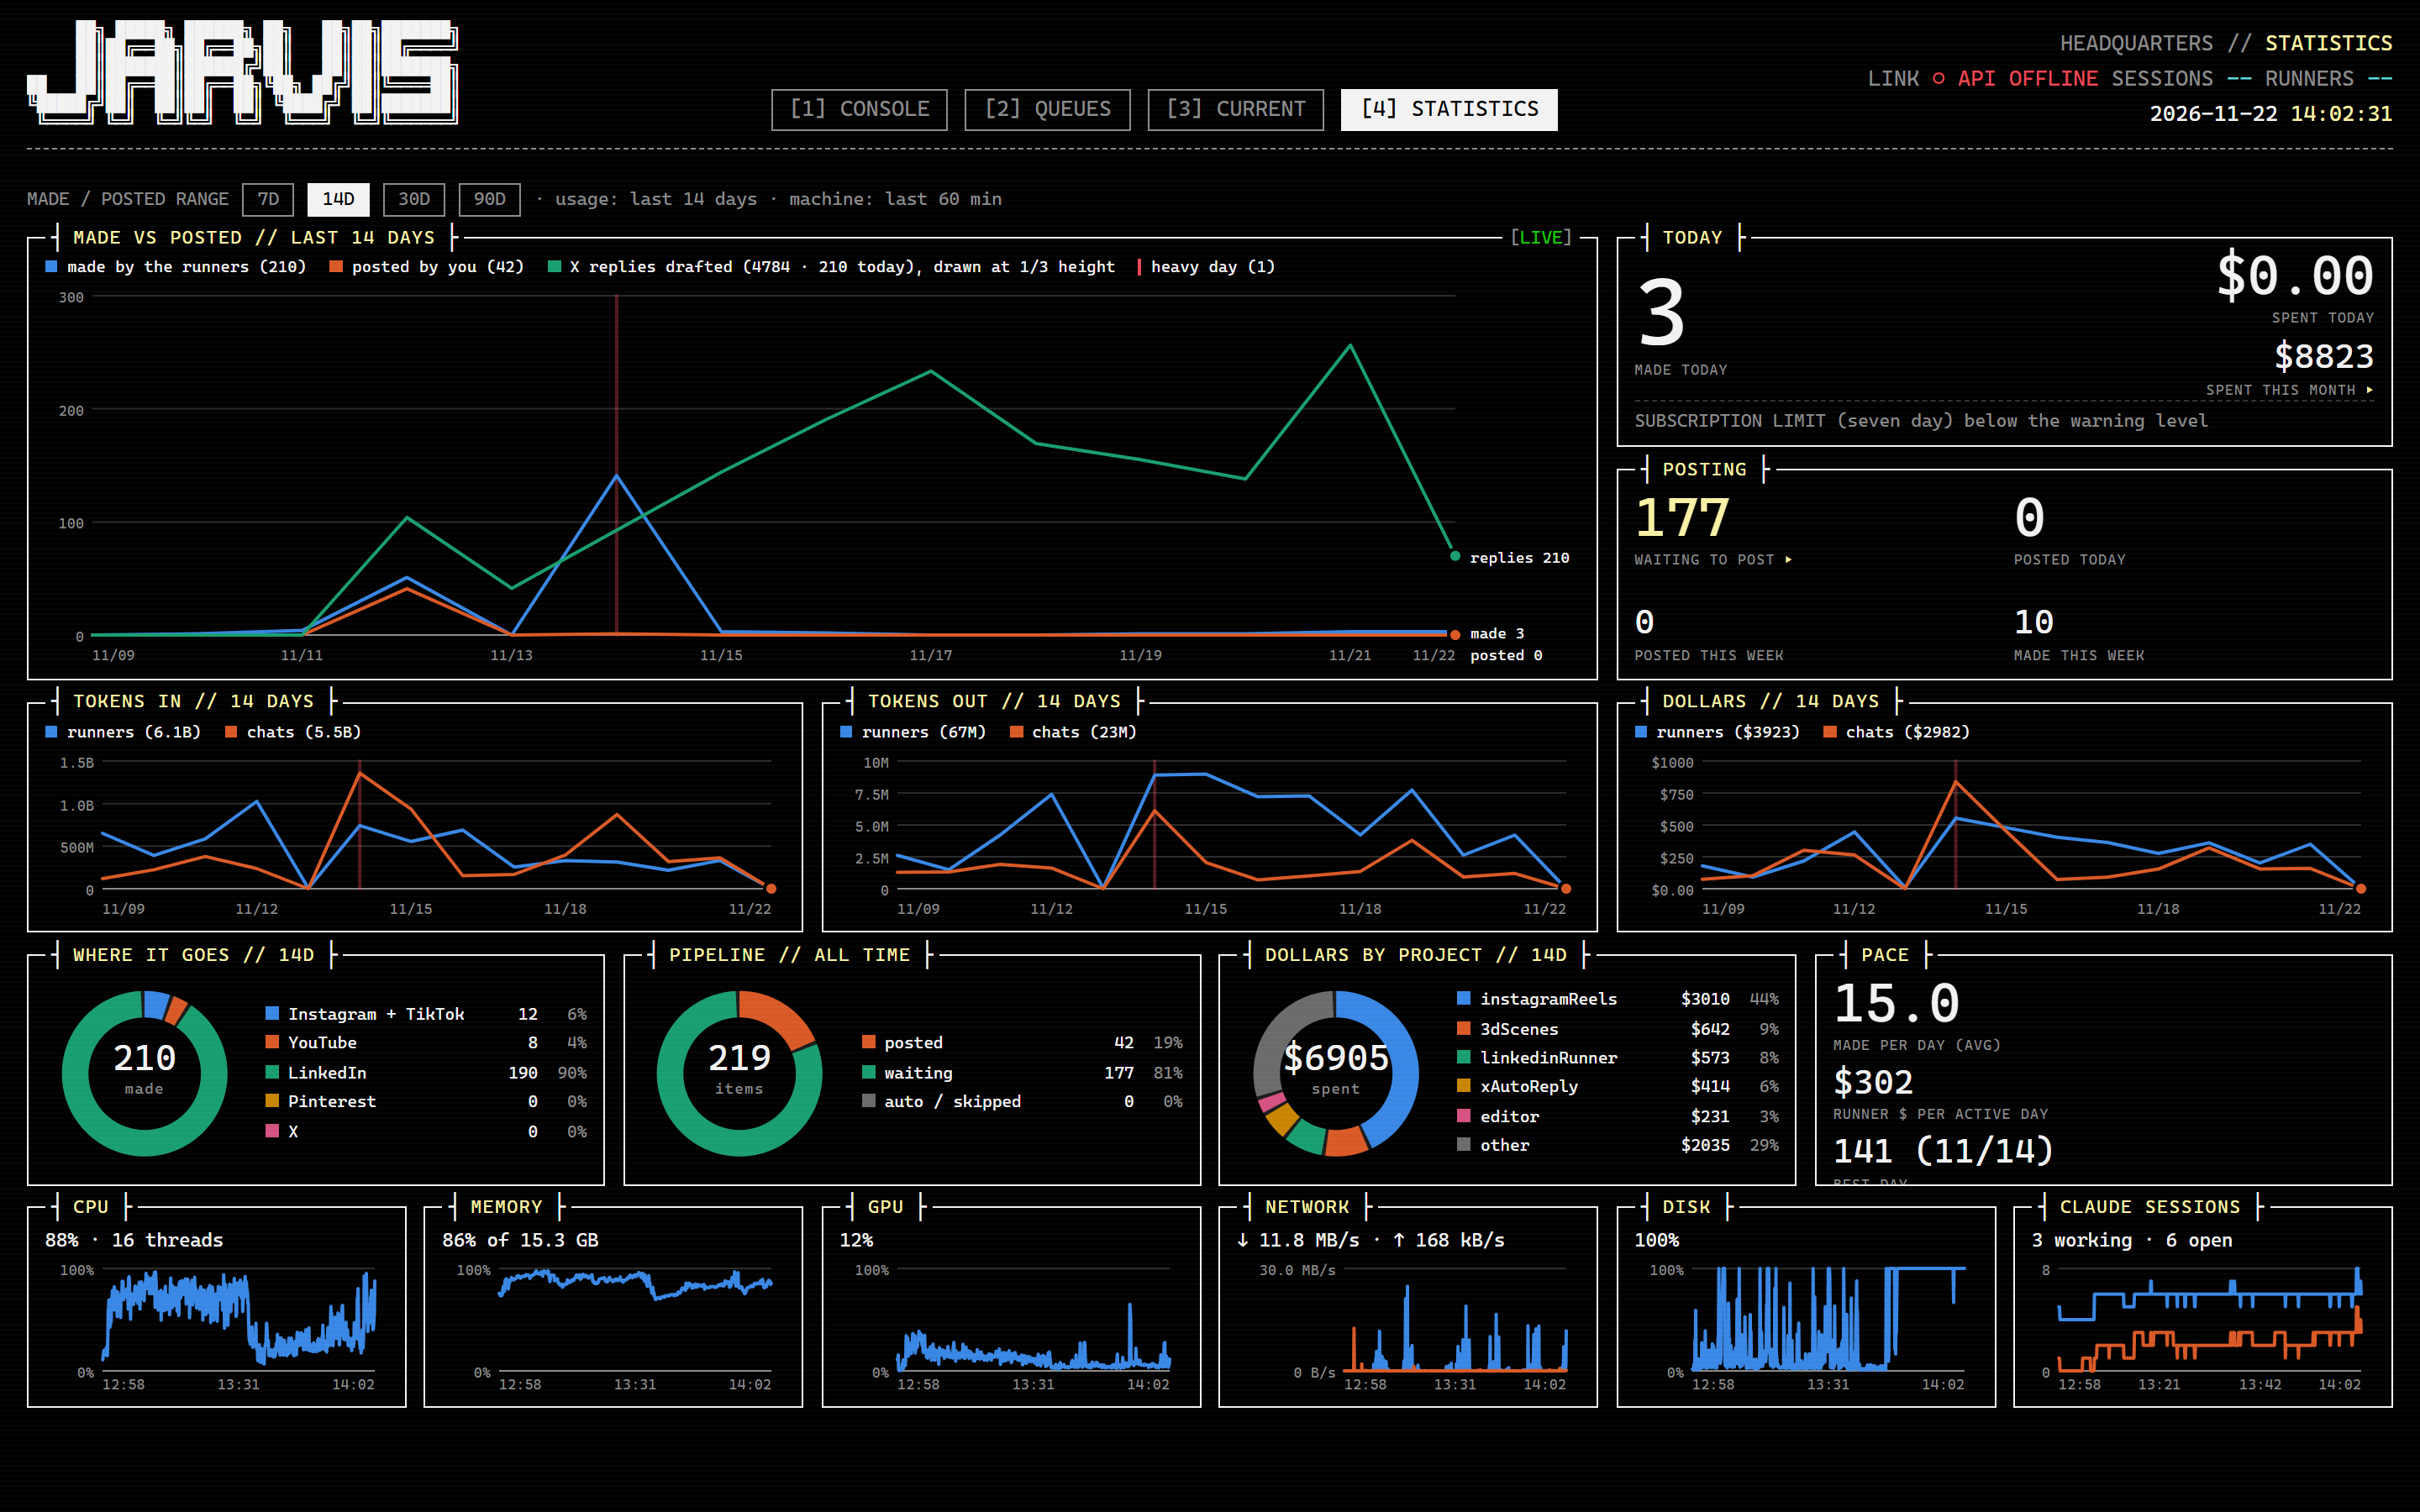 JARVIS
HEADQUARTERS // STATISTICS
LINK API OFFLINE SESSIONS -- RUNNERS --
2026-11-22 14:02:31
[1] CONSOLE [2] QUEUES [3] CURRENT [4] STATISTICS
MADE / POSTED RANGE 7D 14D 30D 90D · usage: last 14 days · machine: last 60 min
MADE VS POSTED // LAST 14 DAYS [LIVE]
made by the runners (210) posted by you (42) X replies drafted (4784 · 210 today), drawn at 1/3 height heavy day (1)
300
200
100
0
replies 210
made 3
posted 0
11/09 11/11 11/13 11/15 11/17 11/19 11/21 11/22
TODAY
3
MADE TODAY
$0.00
SPENT TODAY
$8823
SPENT THIS MONTH ▸
SUBSCRIPTION LIMIT (seven day) below the warning level
POSTING
177
WAITING TO POST ▸
0
POSTED TODAY
0
POSTED THIS WEEK
10
MADE THIS WEEK
TOKENS IN // 14 DAYS
runners (6.1B) chats (5.5B)
1.5B
1.0B
500M
0
11/09 11/12 11/15 11/18 11/22
TOKENS OUT // 14 DAYS
runners (67M) chats (23M)
10M
7.5M
5.0M
2.5M
0
11/09 11/12 11/15 11/18 11/22
DOLLARS // 14 DAYS
runners ($3923) chats ($2982)
$1000
$750
$500
$250
$0.00
11/09 11/12 11/15 11/18 11/22
WHERE IT GOES // 14D
210
made
Instagram + TikTok 12 6%
YouTube 8 4%
LinkedIn 190 90%
Pinterest 0 0%
X 0 0%
PIPELINE // ALL TIME
219
items
posted 42 19%
waiting 177 81%
auto / skipped 0 0%
DOLLARS BY PROJECT // 14D
$6905
spent
instagramReels $3010 44%
3dScenes $642 9%
linkedinRunner $573 8%
xAutoReply $414 6%
editor $231 3%
other $2035 29%
PACE
15.0
MADE PER DAY (AVG)
$302
RUNNER $ PER ACTIVE DAY
141 (11/14)
BEST DAY
CPU
88% · 16 threads
100%
0%
12:58 13:31 14:02
MEMORY
86% of 15.3 GB
100%
0%
12:58 13:31 14:02
GPU
12%
100%
0%
12:58 13:31 14:02
NETWORK
↓ 11.8 MB/s · ↑ 168 kB/s
30.0 MB/s
0 B/s
12:58 13:31 14:02
DISK
100%
100%
0%
12:58 13:31 14:02
CLAUDE SESSIONS
3 working · 6 open
8
0
12:58 13:21 13:42 14:02